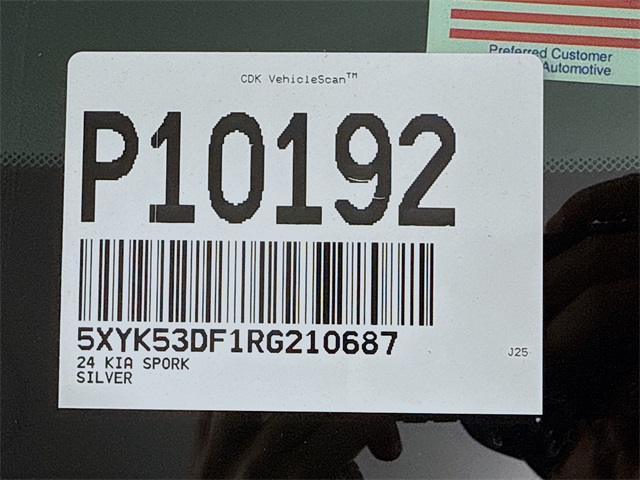 Preferred Customer
Automotive
CDK VehicleScan™
P10192
5XYK53DF1RG210687
24 KIA SPORK
SILVER
J25